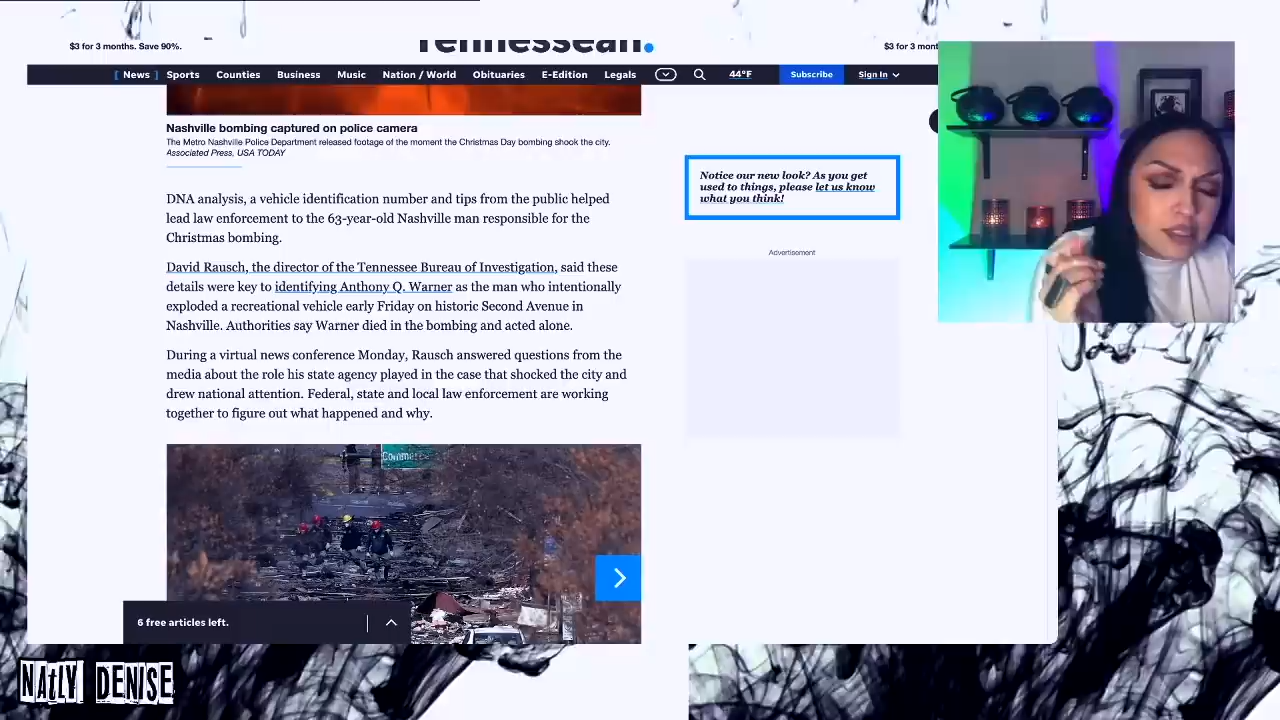 $3 for 3 months. Save 90%.
Tennessean.
$3 for 3 mont
[ News ] Sports Counties Business Music Nation / World Obituaries E-Edition Legals 44°F Subscribe Sign In
Nashville bombing captured on police camera
The Metro Nashville Police Department released footage of the moment the Christmas Day bombing shook the city.
Associated Press, USA TODAY
DNA analysis, a vehicle identification number and tips from the public helped
lead law enforcement to the 63-year-old Nashville man responsible for the
Christmas bombing.
David Rausch, the director of the Tennessee Bureau of Investigation, said these
details were key to identifying Anthony Q. Warner as the man who intentionally
exploded a recreational vehicle early Friday on historic Second Avenue in
Nashville. Authorities say Warner died in the bombing and acted alone.
During a virtual news conference Monday, Rausch answered questions from the
media about the role his state agency played in the case that shocked the city and
drew national attention. Federal, state and local law enforcement are working
together to figure out what happened and why.
Notice our new look? As you get
used to things, please let us know
what you think!
Advertisement
Commerce
6 free articles left.
NAtLY DENISE